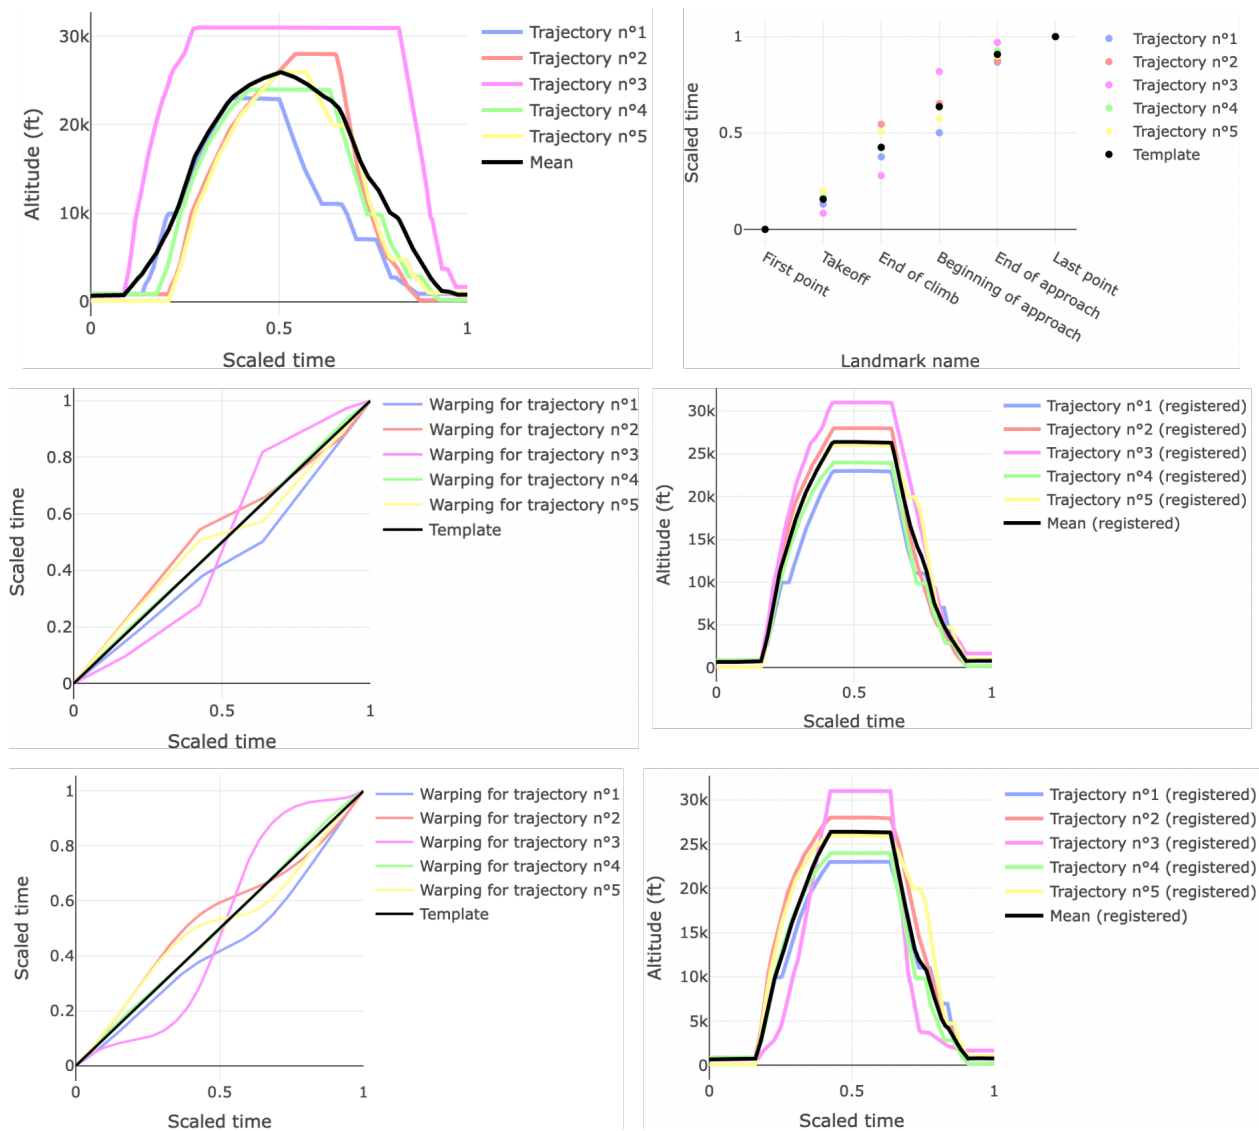 30k
20k
10k
0
0
0.5
1
Altitude (ft)
Scaled time
Trajectory n°1
Trajectory n°2
Trajectory n°3
Trajectory n°4
Trajectory n°5
Mean
1
0.5
0
Scaled time
First point
Takeoff
End of climb
Beginning of approach
End of approach
Last point
Landmark name
Trajectory n°1
Trajectory n°2
Trajectory n°3
Trajectory n°4
Trajectory n°5
Template
1
0.8
0.6
0.4
0.2
0
0
0.5
1
Scaled time
Scaled time
Warping for trajectory n°1
Warping for trajectory n°2
Warping for trajectory n°3
Warping for trajectory n°4
Warping for trajectory n°5
Template
30k
25k
20k
15k
10k
5k
0
0
0.5
1
Altitude (ft)
Scaled time
Trajectory n°1 (registered)
Trajectory n°2 (registered)
Trajectory n°3 (registered)
Trajectory n°4 (registered)
Trajectory n°5 (registered)
Mean (registered)
1
0.8
0.6
0.4
0.2
0
0
0.5
1
Scaled time
Scaled time
Warping for trajectory n°1
Warping for trajectory n°2
Warping for trajectory n°3
Warping for trajectory n°4
Warping for trajectory n°5
Template
30k
25k
20k
15k
10k
5k
0
0
0.5
1
Altitude (ft)
Scaled time
Trajectory n°1 (registered)
Trajectory n°2 (registered)
Trajectory n°3 (registered)
Trajectory n°4 (registered)
Trajectory n°5 (registered)
Mean (registered)